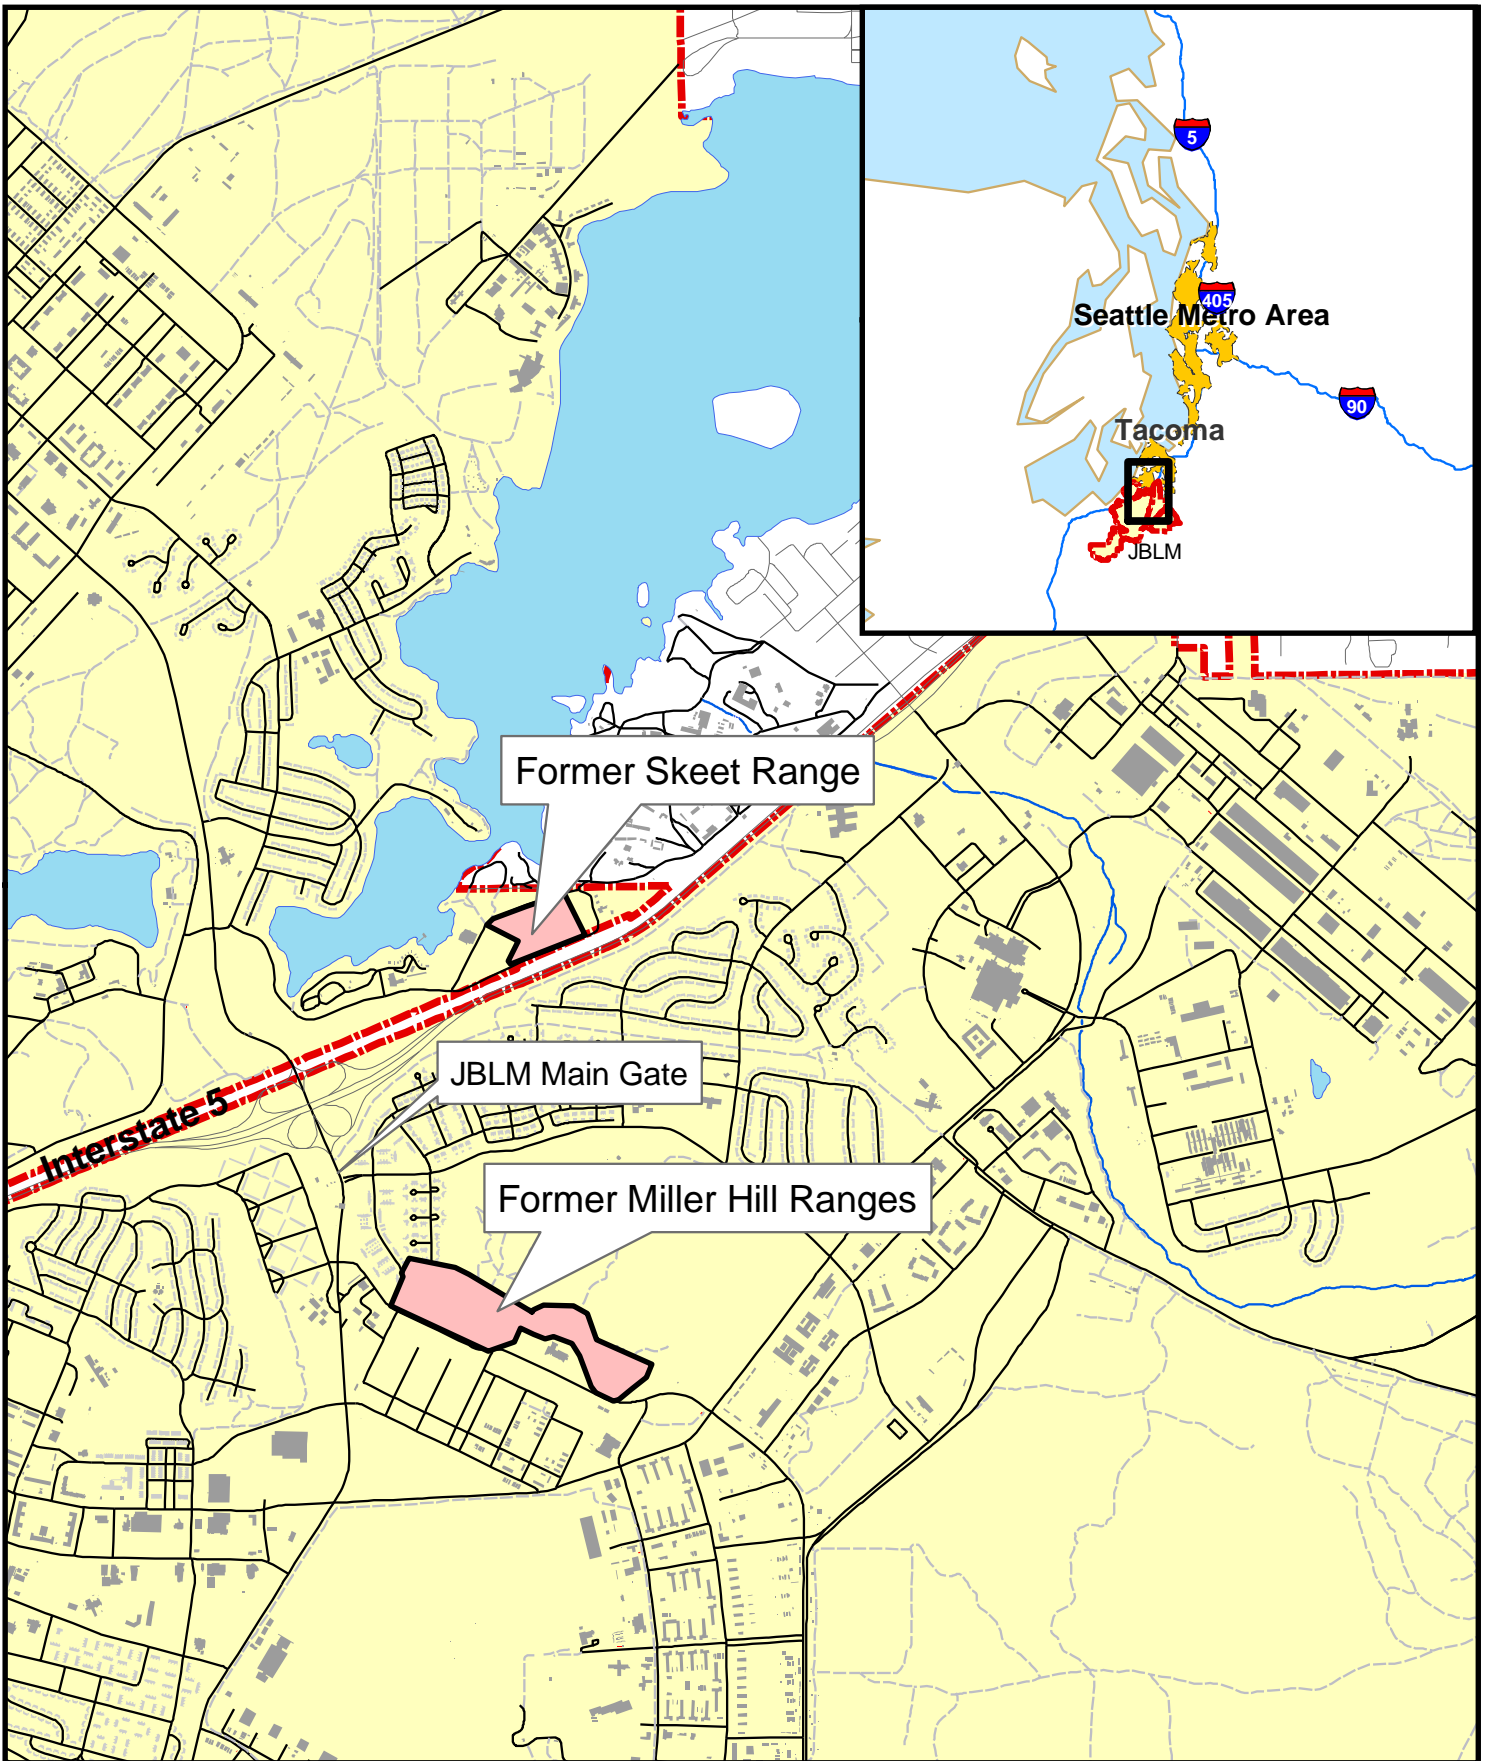 5
405
Seattle Metro Area
90
Tacoma
JBLM
Former Skeet Range
JBLM Main Gate
Interstate 5
Former Miller Hill Ranges